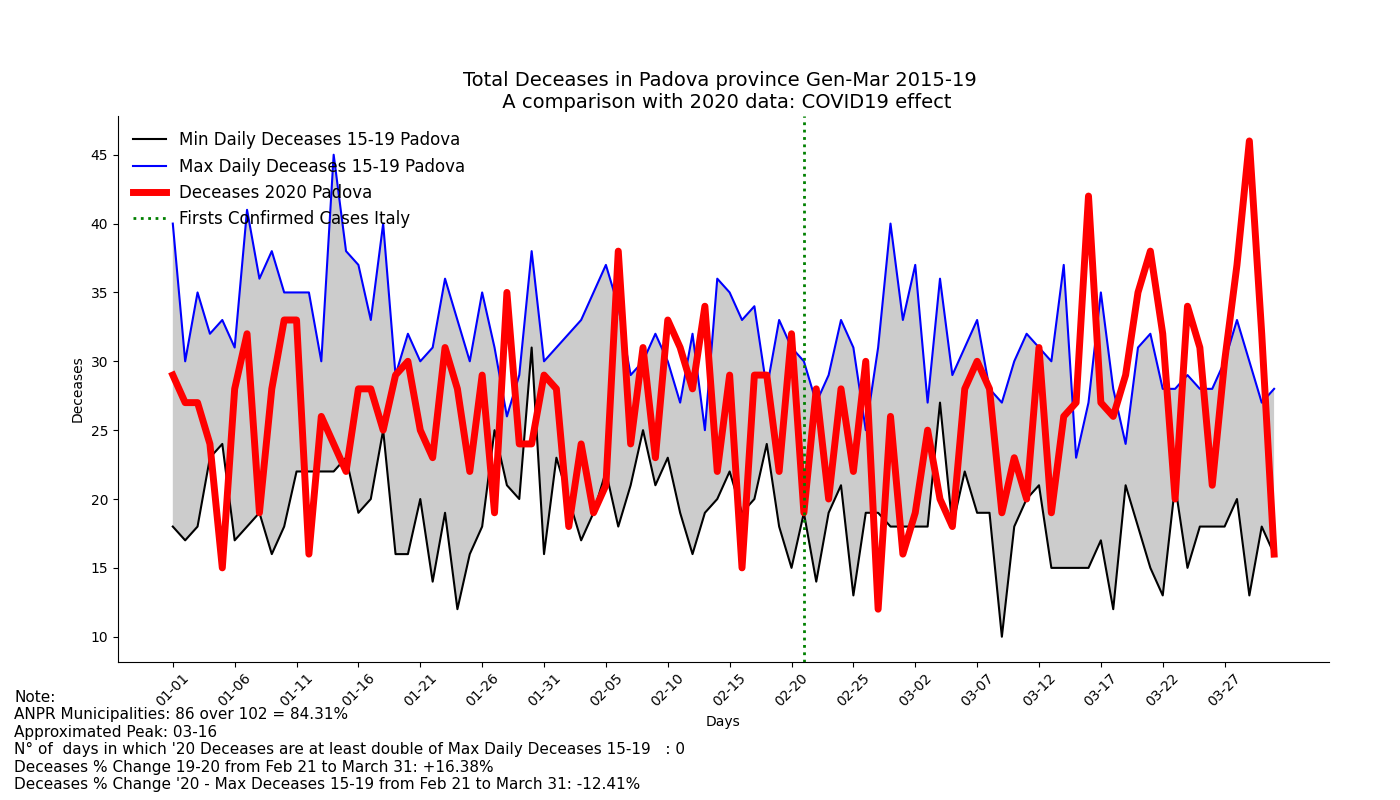 Total Deceases in Padova province Gen-Mar 2015-19
A comparison with 2020 data: COVID19 effect
Min Daily Deceases 15-19 Padova
Max Daily Deceases 15-19 Padova
Deceases 2020 Padova
Firsts Confirmed Cases Italy
45
40
35
30
25
20
15
10
Deceases
01-01 01-06 01-11 01-16 01-21 01-26 01-31 02-05 02-10 02-15 02-20 02-25 03-02 03-07 03-12 03-17 03-22 03-27
Days
Note:
ANPR Municipalities: 86 over 102 = 84.31%
Approximated Peak: 03-16
N° of  days in which '20 Deceases are at least double of Max Daily Deceases 15-19   : 0
Deceases % Change 19-20 from Feb 21 to March 31: +16.38%
Deceases % Change '20 - Max Deceases 15-19 from Feb 21 to March 31: -12.41%